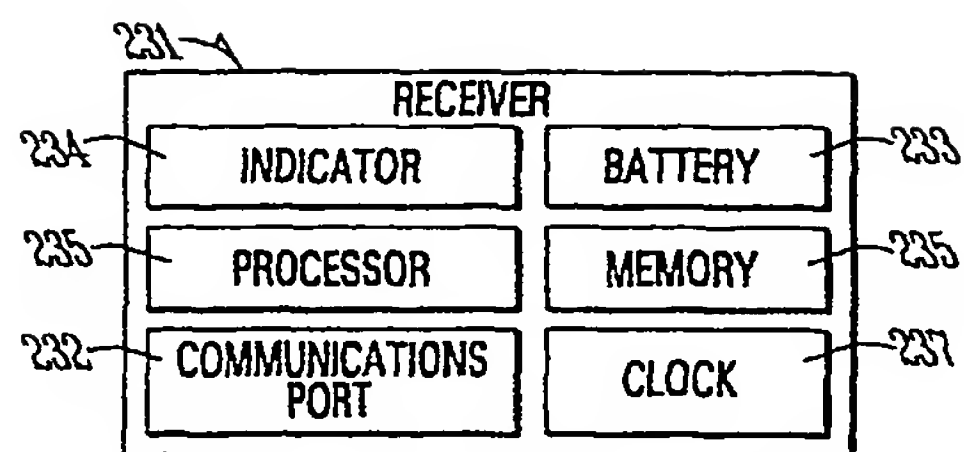 231
RECEIVER
234 INDICATOR BATTERY 233
235 PROCESSOR MEMORY 235
232 COMMUNICATIONS PORT CLOCK 237